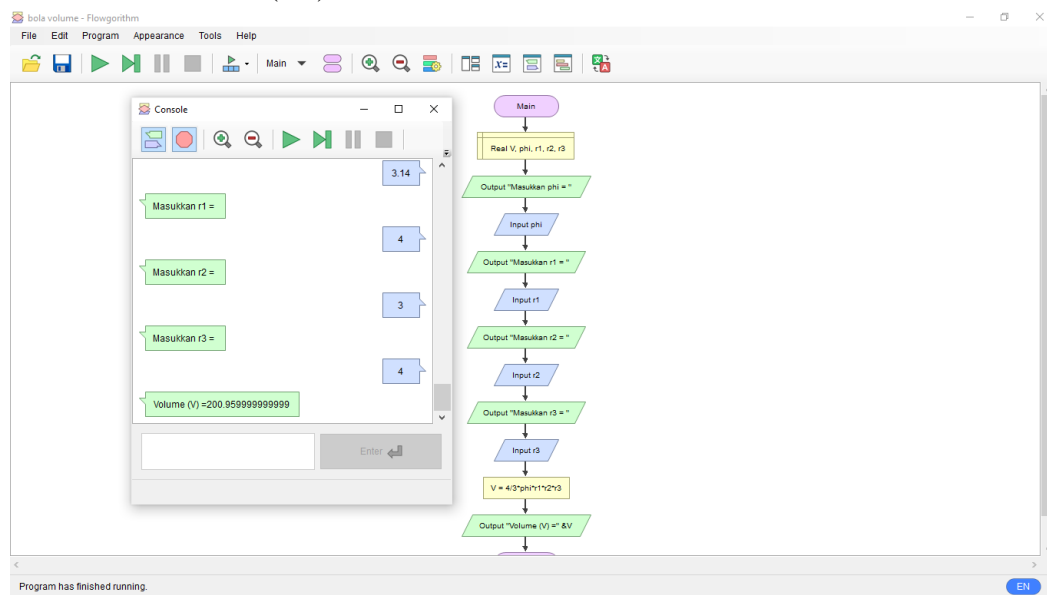 bola volume - Flowgorithm
File Edit Program Appearance Tools Help
Main
x=
A
Console
3.14
Masukkan r1 =
4
Masukkan r2 =
3
Masukkan r3 =
4
Volume (V) =200.959999999999
Enter
Main
Real V, phi, r1, r2, r3
Output "Masukkan phi = "
Input phi
Output "Masukkan r1 = "
Input r1
Output "Masukkan r2 = "
Input r2
Output "Masukkan r3 = "
Input r3
V = 4/3*phi*r1*r2*r3
Output "Volume (V) =" &V
Program has finished running.
EN